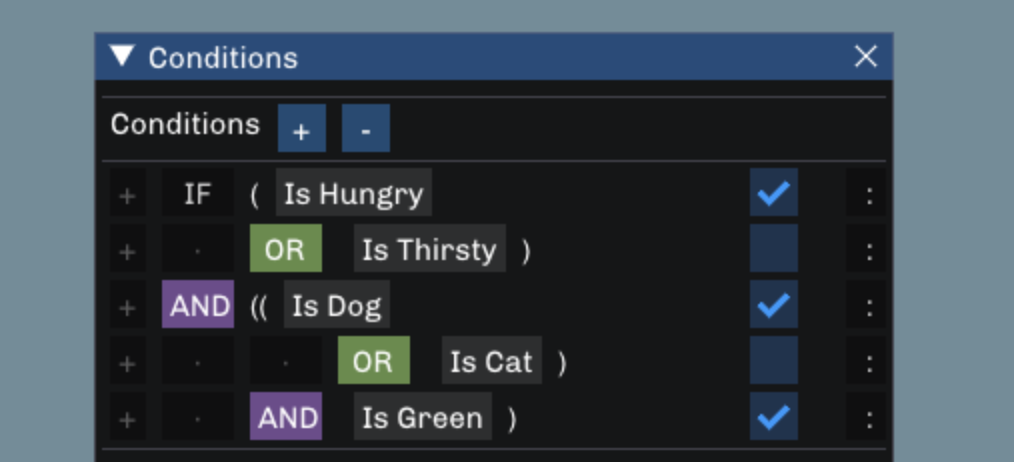 Conditions
Conditions + -
+ IF ( Is Hungry :
+ · OR Is Thirsty ) :
+ AND (( Is Dog :
+ · · OR Is Cat ) :
+ · AND Is Green ) :